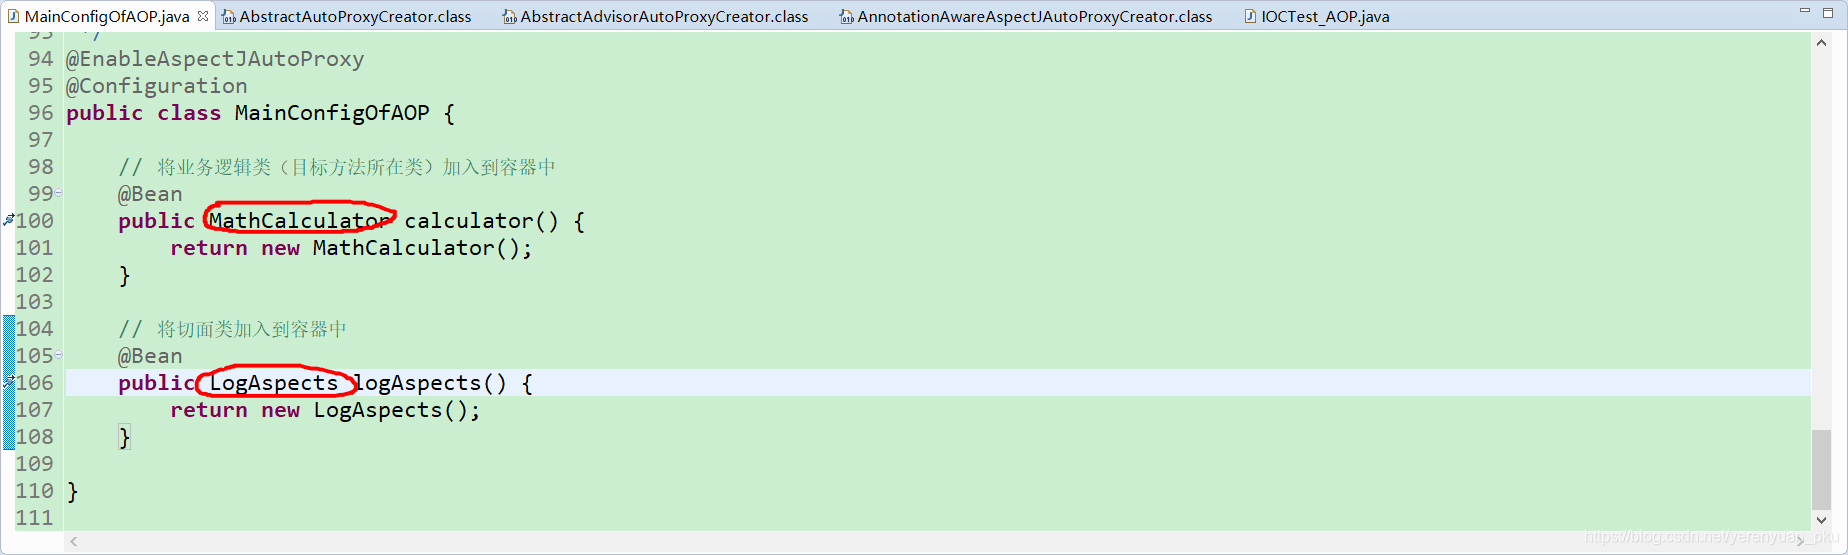 MainConfigOfAOP.java AbstractAutoProxyCreator.class AbstractAdvisorAutoProxyCreator.class AnnotationAwareAspectJAutoProxyCreator.class IOCTest_AOP.java
93 */
94 @EnableAspectJAutoProxy
95 @Configuration
96 public class MainConfigOfAOP {
97
98 // 将业务逻辑类（目标方法所在类）加入到容器中
99 @Bean
100 public MathCalculator calculator() {
101 return new MathCalculator();
102 }
103
104 // 将切面类加入到容器中
105 @Bean
106 public LogAspects logAspects() {
107 return new LogAspects();
108 }
109
110 }
111
https://blog.csdn.net/yerenyuan_pku